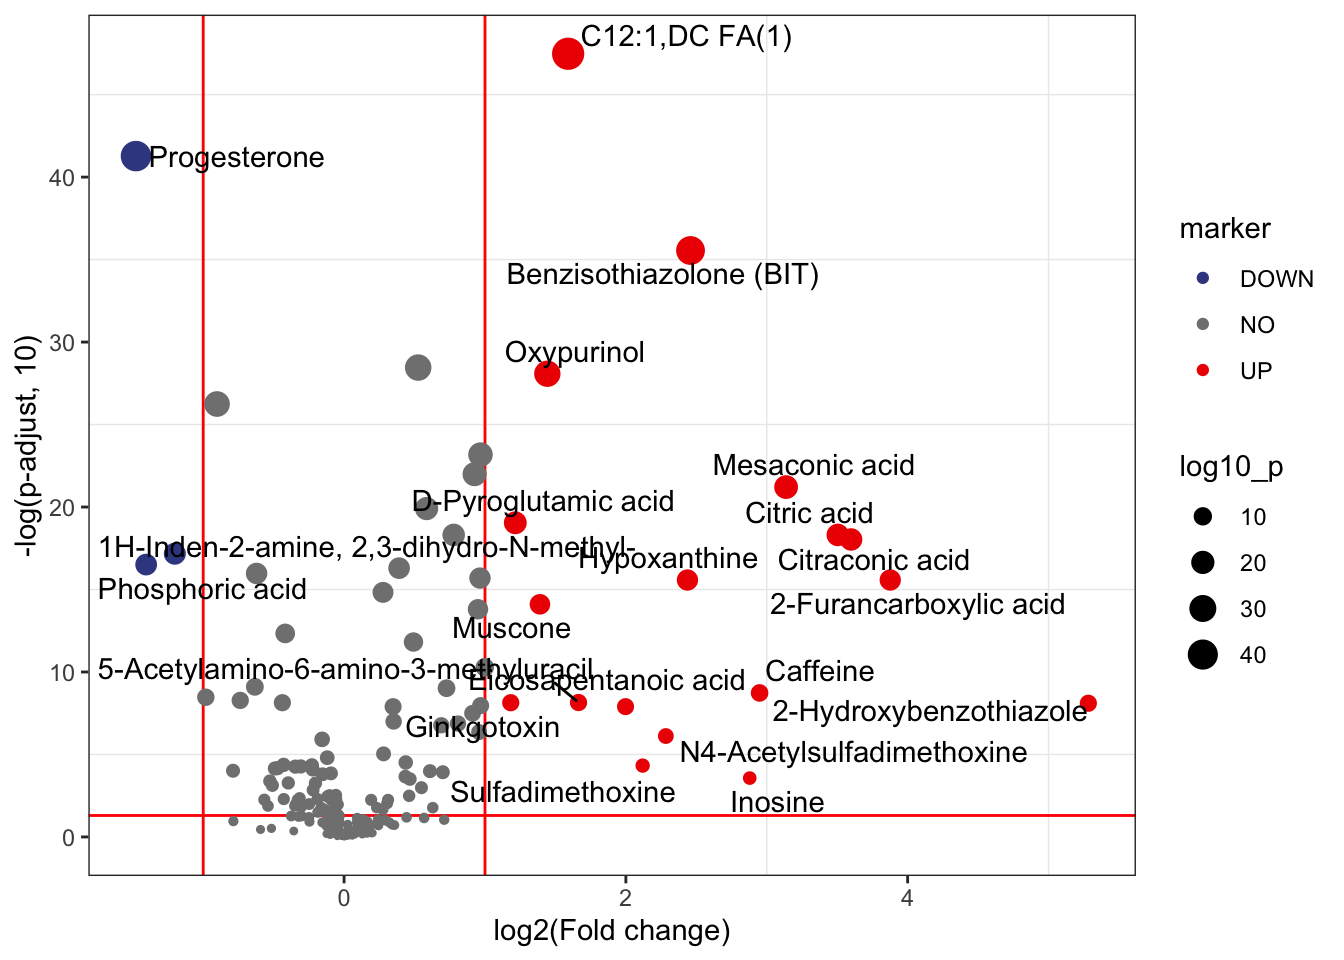 C12:1,DC FA(1)
Progesterone
Benzisothiazolone (BIT)
Oxypurinol
Mesaconic acid
D-Pyroglutamic acid
Citric acid
1H-Inden-2-amine, 2,3-dihydro-N-methyl-
Hypoxanthine
Citraconic acid
Phosphoric acid
2-Furancarboxylic acid
Muscone
5-Acetylamino-6-amino-3-methyluracil
Eicosapentanoic acid
Caffeine
2-Hydroxybenzothiazole
Ginkgotoxin
N4-Acetylsulfadimethoxine
Sulfadimethoxine
Inosine
-log(p-adjust, 10)
40
30
20
10
0
0
2
4
log2(Fold change)
marker
DOWN
NO
UP
log10_p
10
20
30
40